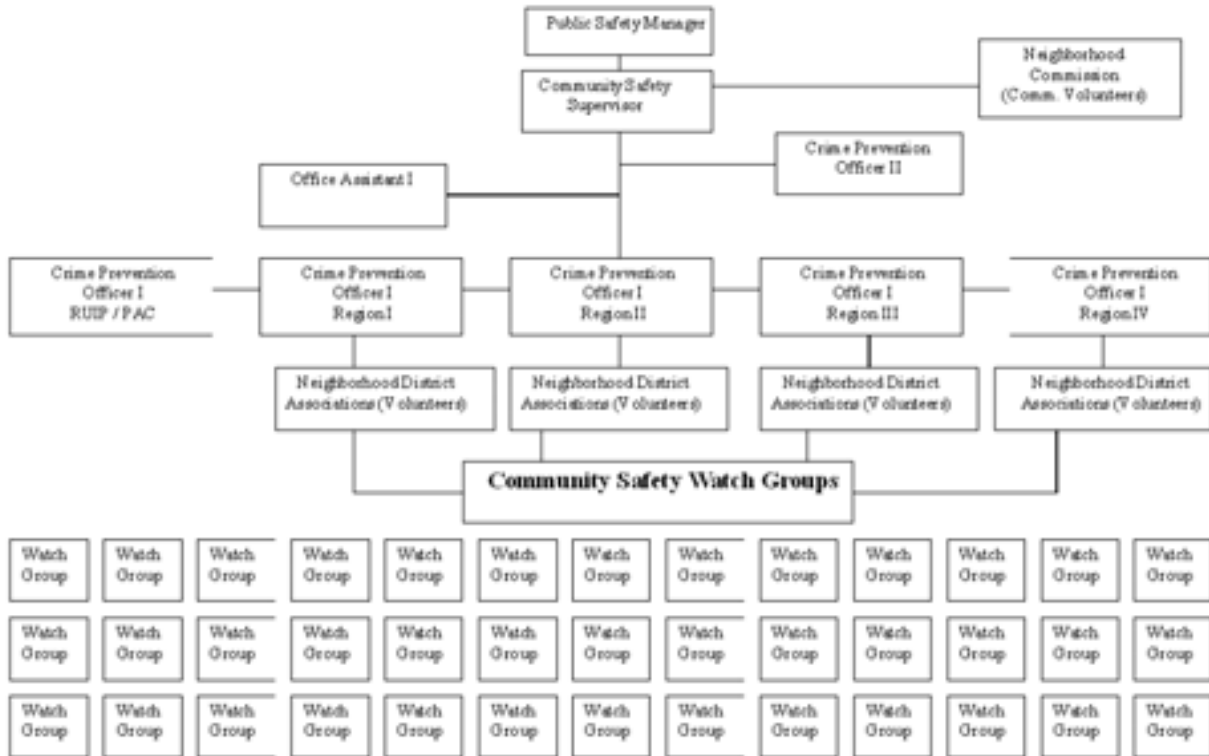 Public Safety Manager
Community Safety
Supervisor
Neighborhood
Commission
(Comm. Volunteers)
Crime Prevention
Officer II
Office Assistant I
Crime Prevention
Officer I
RUIP / PAC
Crime Prevention
Officer I
Region I
Crime Prevention
Officer I
Region II
Crime Prevention
Officer I
Region III
Crime Prevention
Officer I
Region IV
Neighborhood District
Associations (Volunteers)
Neighborhood District
Associations (Volunteers)
Neighborhood District
Associations (Volunteers)
Neighborhood District
Associations (Volunteers)
Community Safety Watch Groups
Watch Watch Watch Watch Watch Watch Watch Watch Watch Watch Watch Watch Watch
Group Group Group Group Group Group Group Group Group Group Group Group Group
Watch Watch Watch Watch Watch Watch Watch Watch Watch Watch Watch Watch Watch
Group Group Group Group Group Group Group Group Group Group Group Group Group
Watch Watch Watch Watch Watch Watch Watch Watch Watch Watch Watch Watch Watch
Group Group Group Group Group Group Group Group Group Group Group Group Group